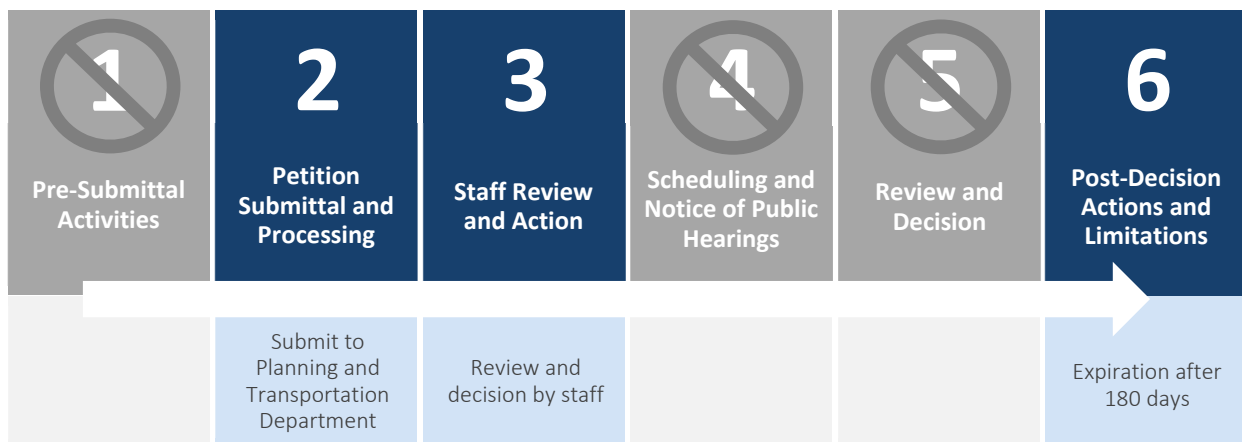 1
2
3
4
5
6
Pre-Submittal
Activities
Petition
Submittal and
Processing
Staff Review
and Action
Scheduling and
Notice of Public
Hearings
Review and
Decision
Post-Decision
Actions and
Limitations
Submit to
Planning and
Transportation
Department
Review and
decision by staff
Expiration after
180 days